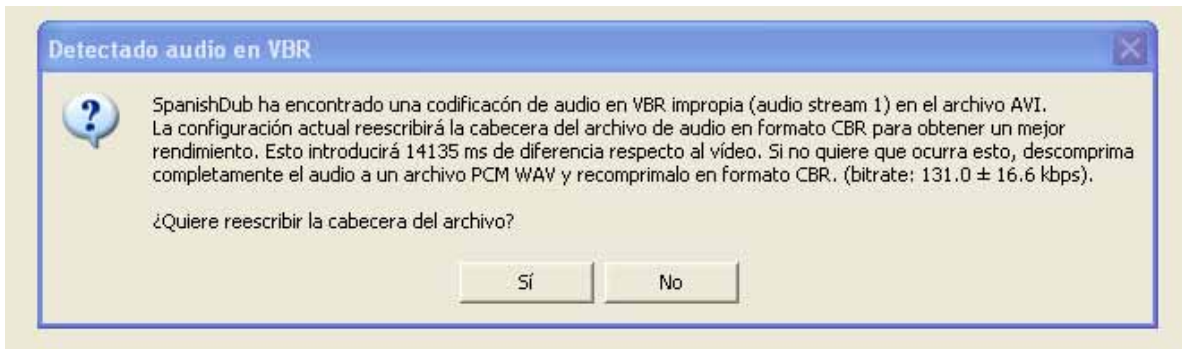 Detectado audio en VBR
SpanishDub ha encontrado una codificacón de audio en VBR impropia (audio stream 1) en el archivo AVI.
La configuración actual reescribirá la cabecera del archivo de audio en formato CBR para obtener un mejor
rendimiento. Esto introducirá 14135 ms de diferencia respecto al vídeo. Si no quiere que ocurra esto, descomprima
completamente el audio a un archivo PCM WAV y recomprimalo en formato CBR. (bitrate: 131.0 ± 16.6 kbps).
¿Quiere reescribir la cabecera del archivo?
Sí No